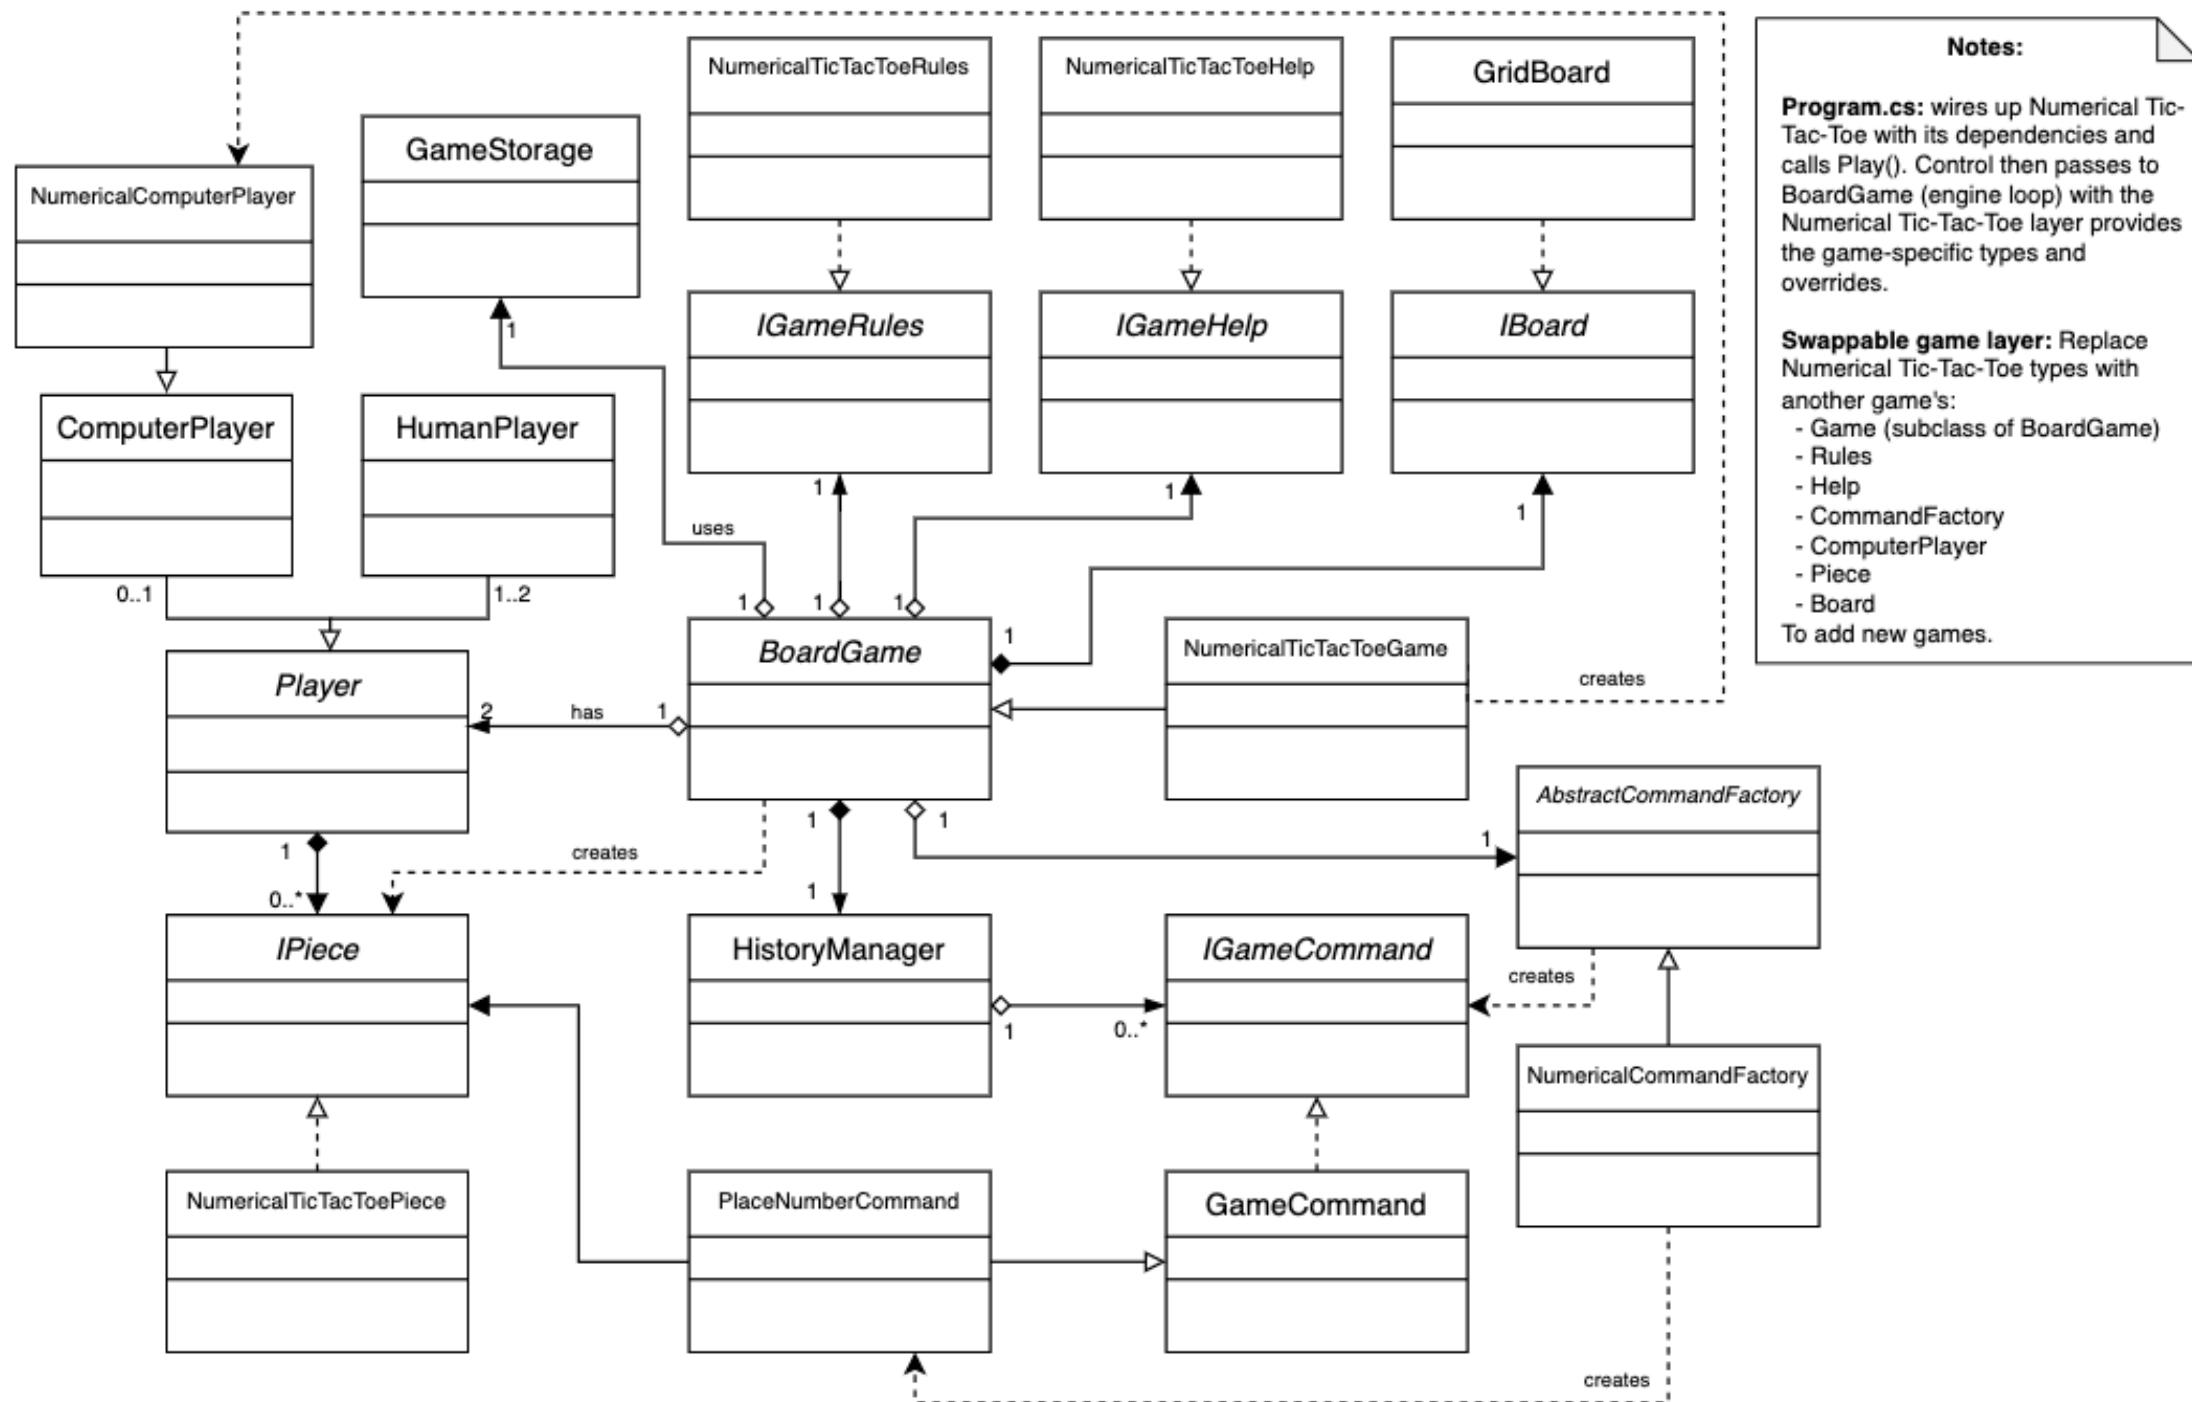 NumericalTicTacToeRules
NumericalTicTacToeHelp
GridBoard
GameStorage
NumericalComputerPlayer
1
IGameRules
IGameHelp
IBoard
ComputerPlayer
HumanPlayer
1
1
1
uses
0..1
1..2
1
1
1
1
BoardGame
NumericalTicTacToeGame
creates
Player
2
has
1
AbstractCommandFactory
1
1
1
1
creates
0..*
1
IPiece
HistoryManager
IGameCommand
creates
1
0..*
NumericalCommandFactory
NumericalTicTacToePiece
PlaceNumberCommand
GameCommand
creates
Notes:
Program.cs: wires up Numerical Tic-
Tac-Toe with its dependencies and
calls Play(). Control then passes to
BoardGame (engine loop) with the
Numerical Tic-Tac-Toe layer provides
the game-specific types and
overrides.
Swappable game layer: Replace
Numerical Tic-Tac-Toe types with
another game's:
- Game (subclass of BoardGame)
- Rules
- Help
- CommandFactory
- ComputerPlayer
- Piece
- Board
To add new games.